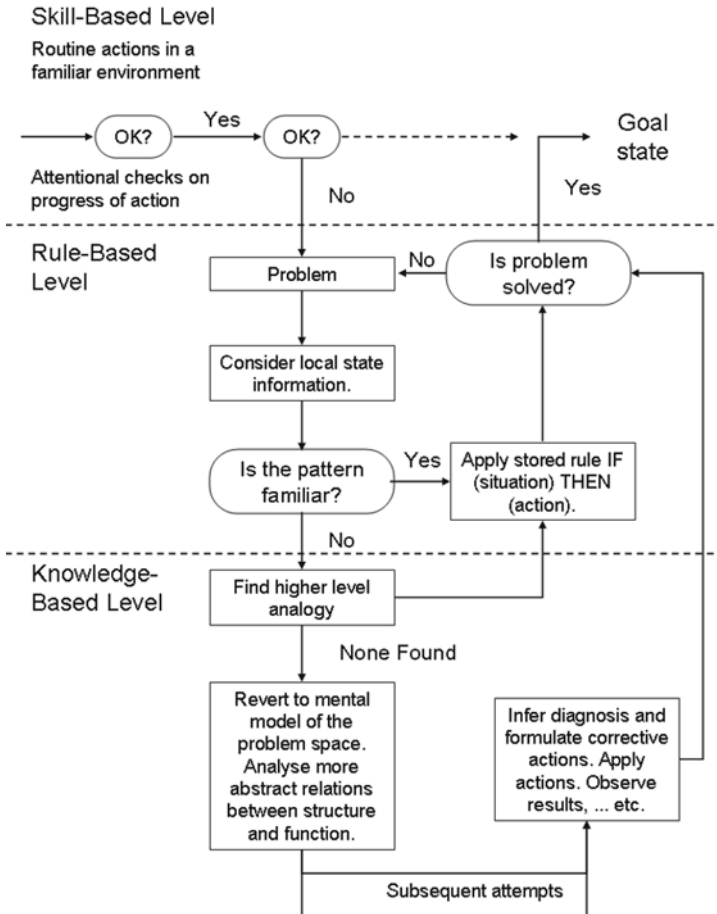 Skill-Based Level
Routine actions in a
familiar environment
OK?
Yes
OK?
Goal
state
Attentional checks on
progress of action
No
Yes
Rule-Based
Level
Problem
No
Is problem
solved?
Consider local state
information.
Is the pattern
familiar?
Yes
Apply stored rule IF
(situation) THEN
(action).
No
Knowledge-
Based Level
Find higher level
analogy
None Found
Revert to mental
model of the
problem space.
Analyse more
abstract relations
between structure
and function.
Infer diagnosis and
formulate corrective
actions. Apply
actions. Observe
results, ... etc.
Subsequent attempts